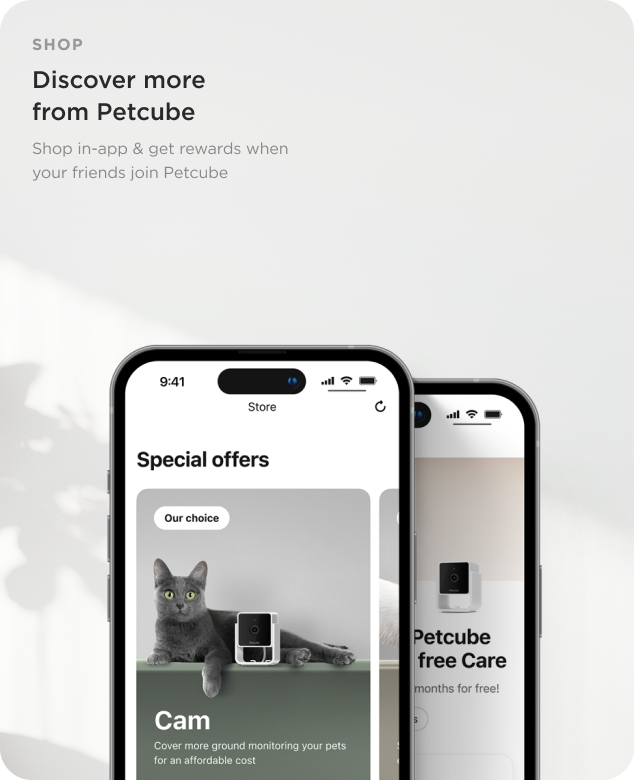 SHOP
Discover more
from Petcube
Shop in-app & get rewards when
your friends join Petcube
9:41
Store
Special offers
Our choice
Cam
Cover more ground monitoring your pets
for an affordable cost
Petcube
free Care
months for free!